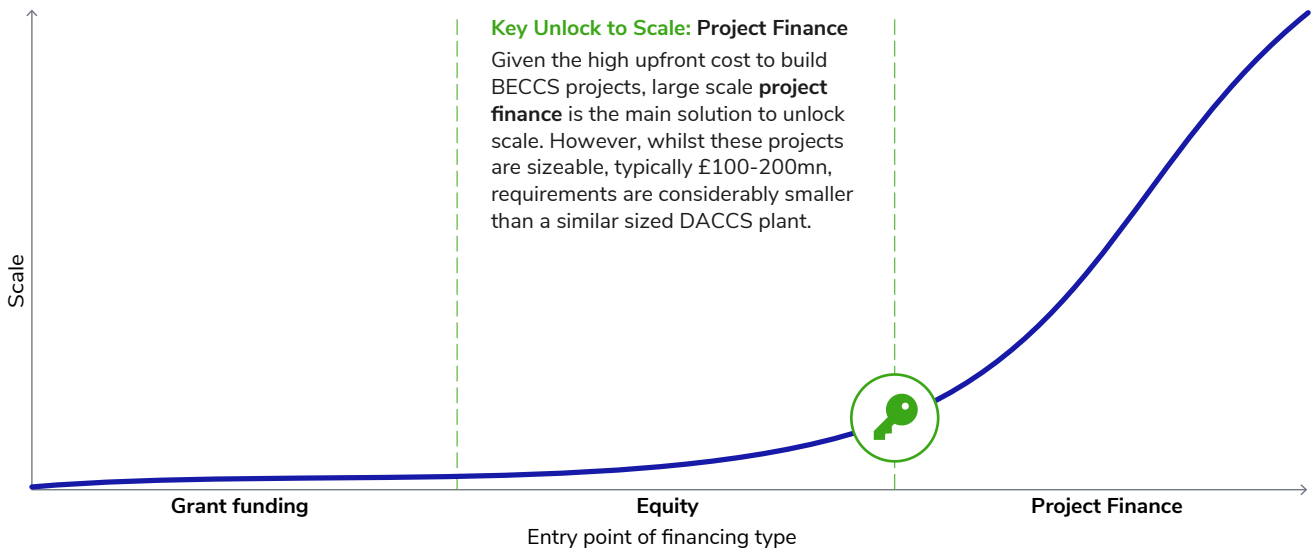 Key Unlock to Scale: Project Finance
Given the high upfront cost to build
BECCS projects, large scale project
finance is the main solution to unlock
scale. However, whilst these projects
are sizeable, typically £100-200mn,
requirements are considerably smaller
than a similar sized DACCS plant.
Scale
Grant funding
Equity
Project Finance
Entry point of financing type